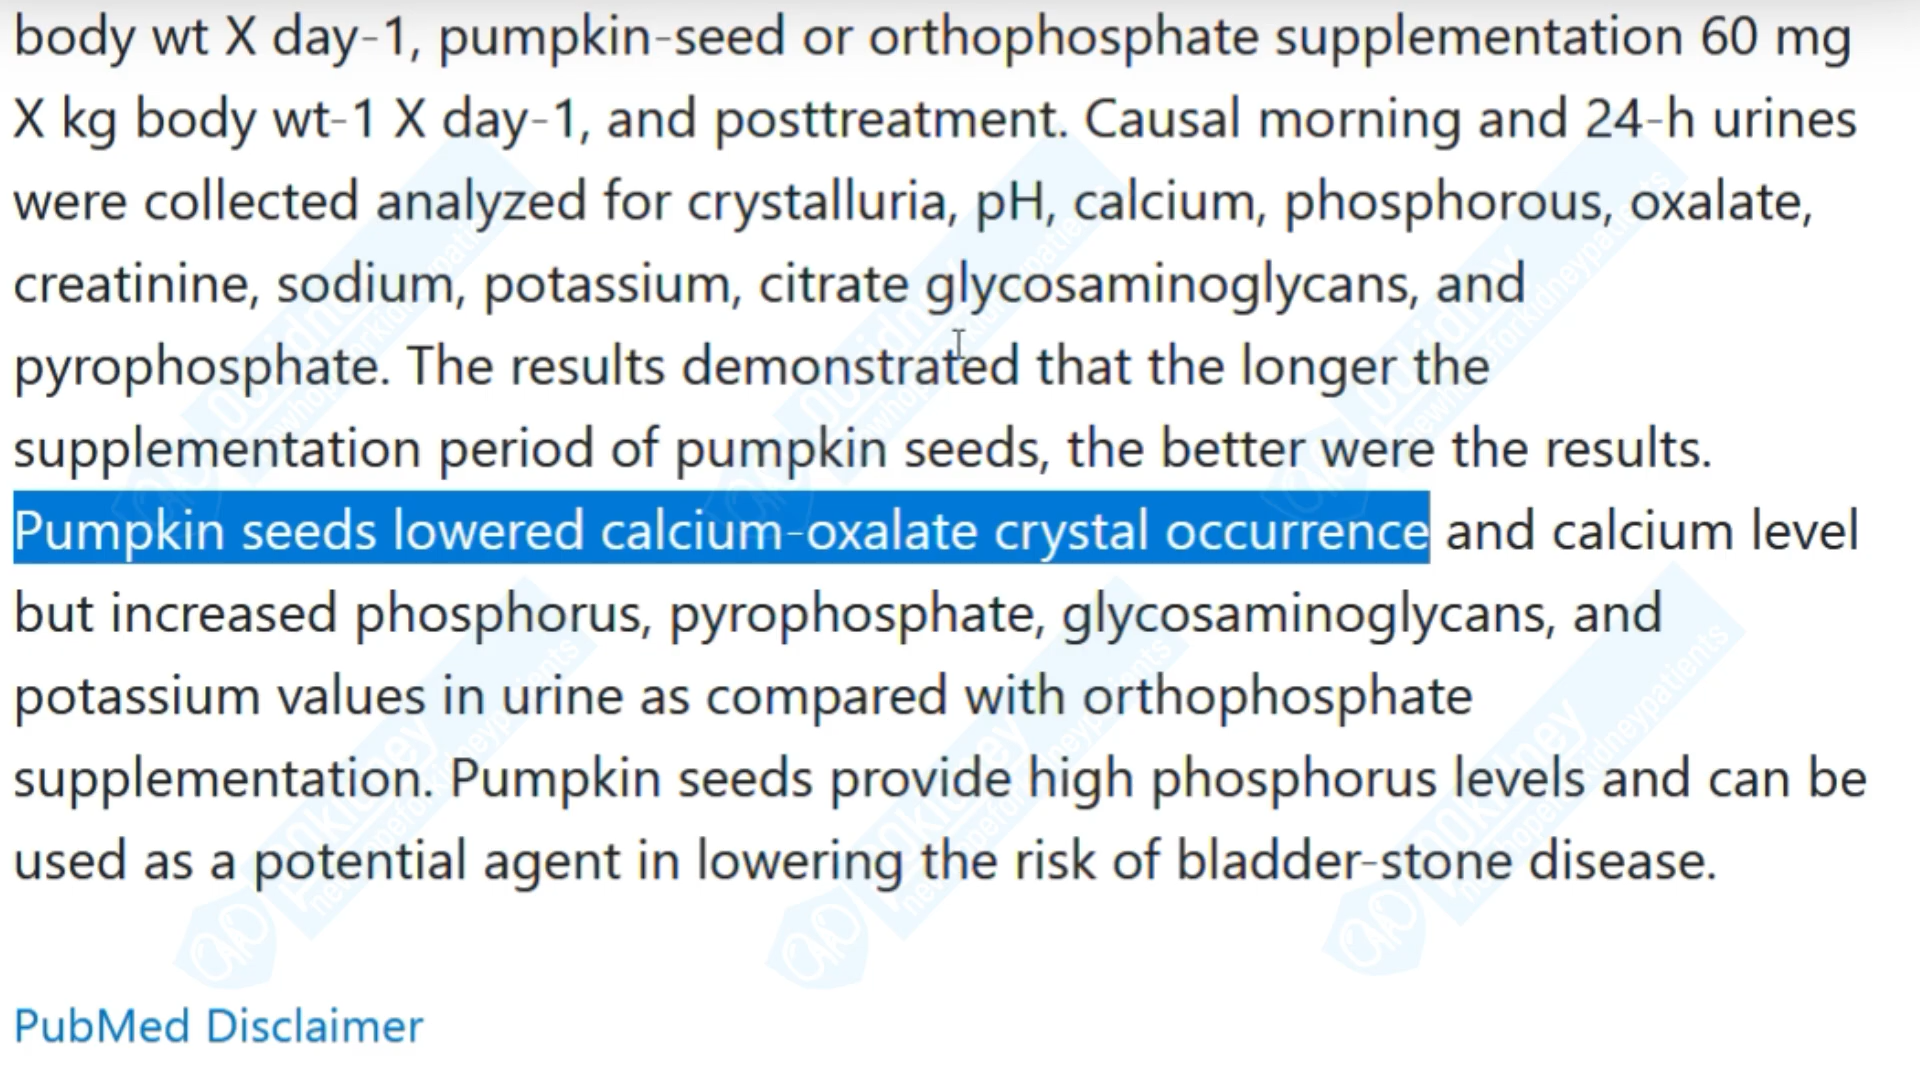 body wt X day-1, pumpkin-seed or orthophosphate supplementation 60 mg
X kg body wt-1 X day-1, and posttreatment. Causal morning and 24-h urines
were collected analyzed for crystalluria, pH, calcium, phosphorous, oxalate,
creatinine, sodium, potassium, citrate glycosaminoglycans, and
pyrophosphate. The results demonstrated that the longer the
supplementation period of pumpkin seeds, the better were the results.
Pumpkin seeds lowered calcium-oxalate crystal occurrence and calcium level
but increased phosphorus, pyrophosphate, glycosaminoglycans, and
potassium values in urine as compared with orthophosphate
supplementation. Pumpkin seeds provide high phosphorus levels and can be
used as a potential agent in lowering the risk of bladder-stone disease.
PubMed Disclaimer